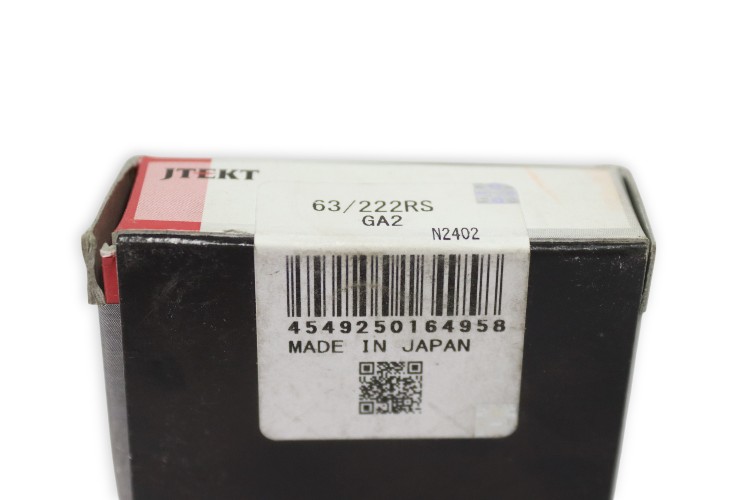 JTEKT
63/222RS
GA2
N2402
4549250164958
MADE IN JAPAN